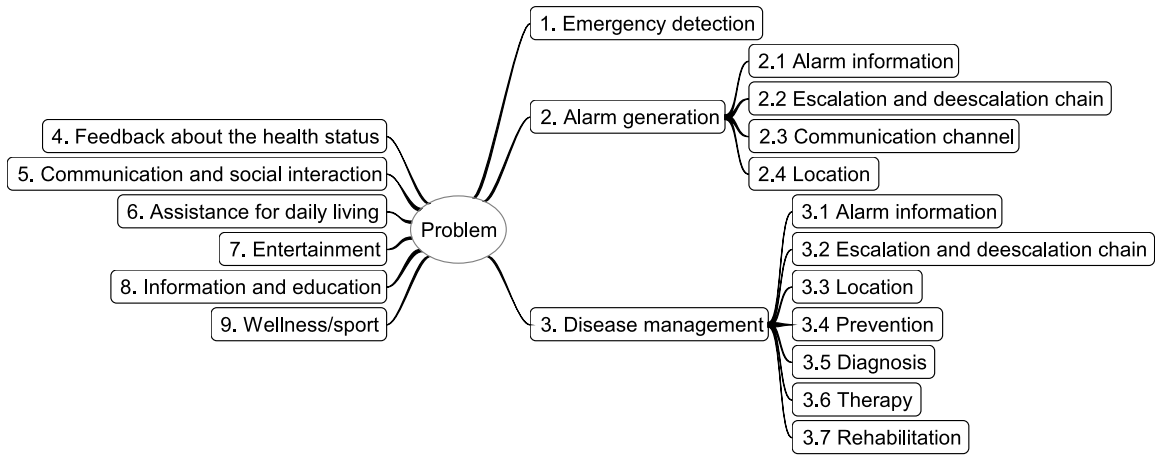 1. Emergency detection
2. Alarm generation
2.1 Alarm information
2.2 Escalation and deescalation chain
2.3 Communication channel
2.4 Location
3. Disease management
3.1 Alarm information
3.2 Escalation and deescalation chain
3.3 Location
3.4 Prevention
3.5 Diagnosis
3.6 Therapy
3.7 Rehabilitation
Problem
4. Feedback about the health status
5. Communication and social interaction
6. Assistance for daily living
7. Entertainment
8. Information and education
9. Wellness/sport